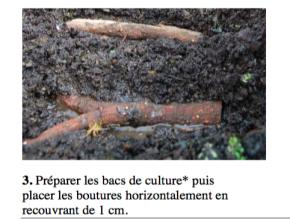 3. Préparer les bacs de culture* puis
placer les boutures horizontalement en
recouvrant de 1 cm.